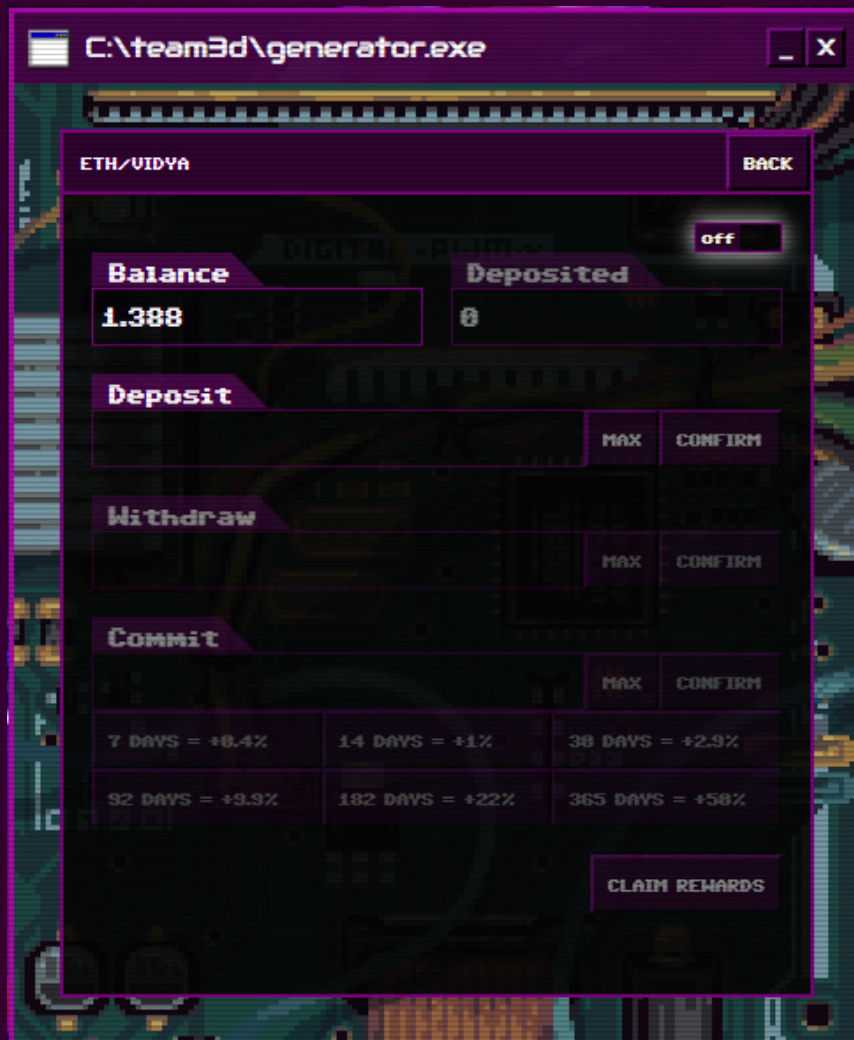 C:\team3d\generator.exe
_ X
ETH/VIDYA BACK
off
Balance Deposited
1.388 0
Deposit
MAX CONFIRM
Withdraw
MAX CONFIRM
Commit
MAX CONFIRM
7 DAYS = +0.4% 14 DAYS = +1% 30 DAYS = +2.9%
92 DAYS = +9.9% 182 DAYS = +22% 365 DAYS = +50%
CLAIM REWARDS